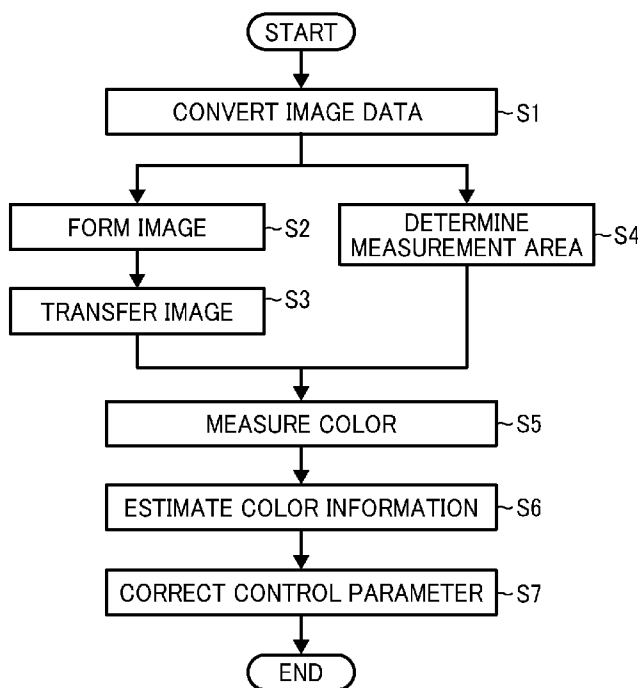 START
CONVERT IMAGE DATA ~S1
FORM IMAGE ~S2
DETERMINE
MEASUREMENT AREA ~S4
TRANSFER IMAGE ~S3
MEASURE COLOR ~S5
ESTIMATE COLOR INFORMATION ~S6
CORRECT CONTROL PARAMETER ~S7
END